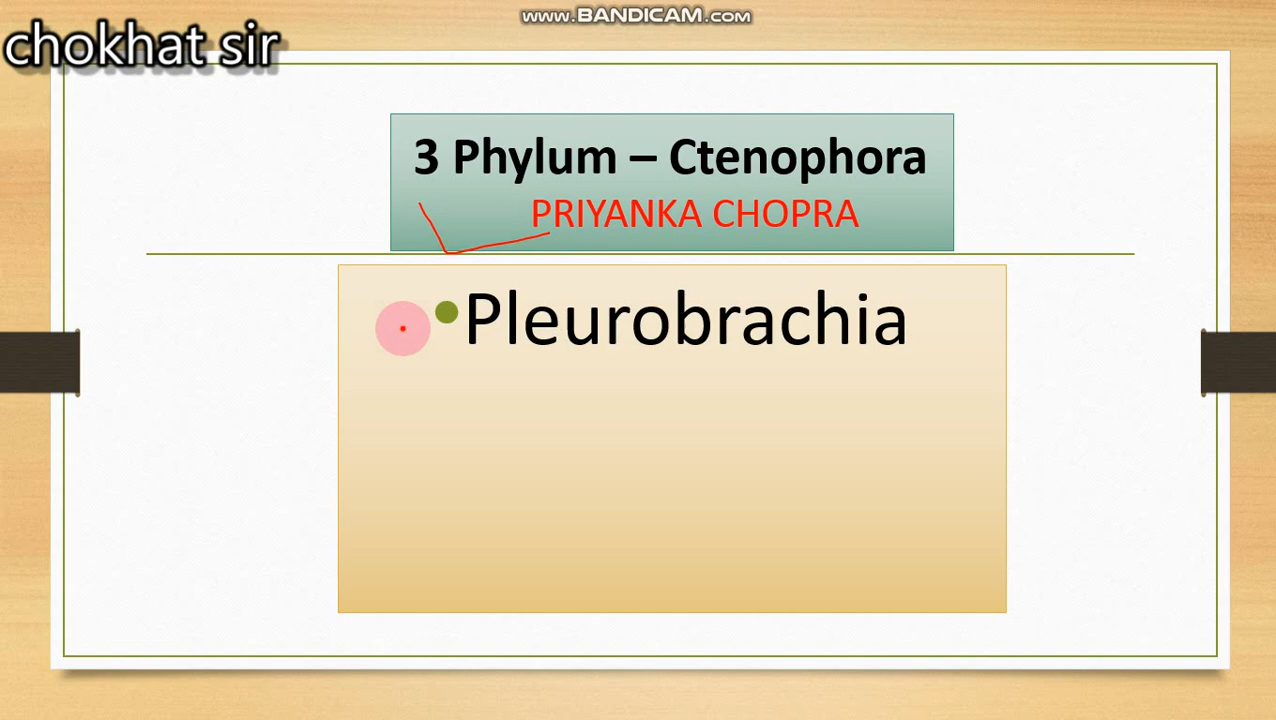 www.BANDICAM.com
chokhat sir
3 Phylum – Ctenophora
PRIYANKA CHOPRA
Pleurobrachia